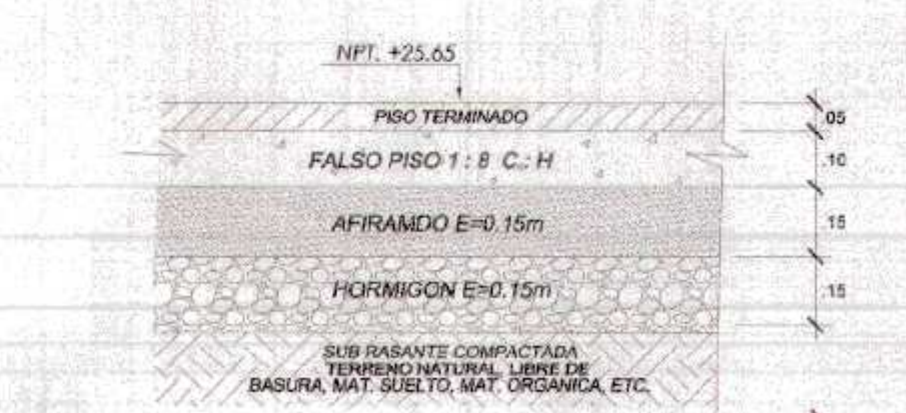 NPT. +25.65
PISO TERMINADO
05
FALSO PISO 1 : 8 C.: H
.10
AFIRAMDO E=0.15m
.15
HORMIGON E=0.15m
.15
SUB RASANTE COMPACTADA
TERRENO NATURAL LIBRE DE
BASURA, MAT. SUELTO, MAT. ORGANICA, ETC.